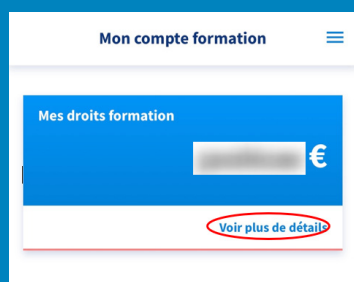 Mon compte formation
Mes droits formation
€
Voir plus de détails